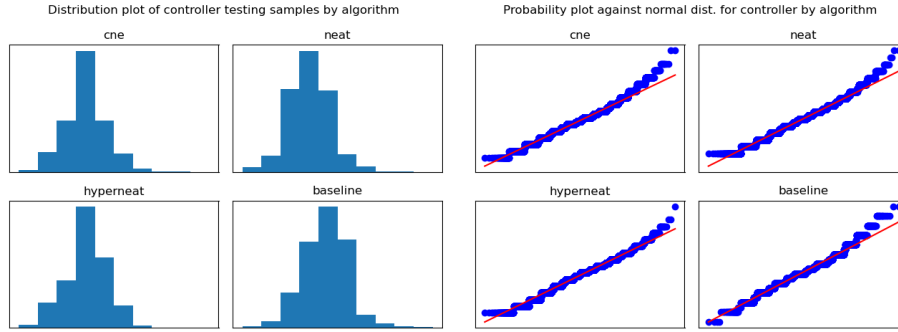 Distribution plot of controller testing samples by algorithm
cne
neat
hyperneat
baseline
Probability plot against normal dist. for controller by algorithm
cne
neat
hyperneat
baseline